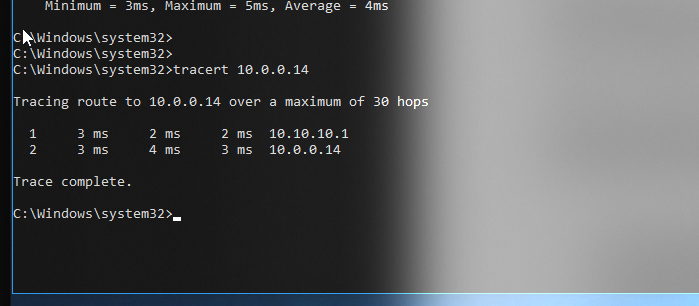 Minimum = 3ms, Maximum = 5ms, Average = 4ms
C:\Windows\system32>
C:\Windows\system32>
C:\Windows\system32>tracert 10.0.0.14
Tracing route to 10.0.0.14 over a maximum of 30 hops
1 3 ms 2 ms 2 ms 10.10.10.1
2 3 ms 4 ms 3 ms 10.0.0.14
Trace complete.
C:\Windows\system32>